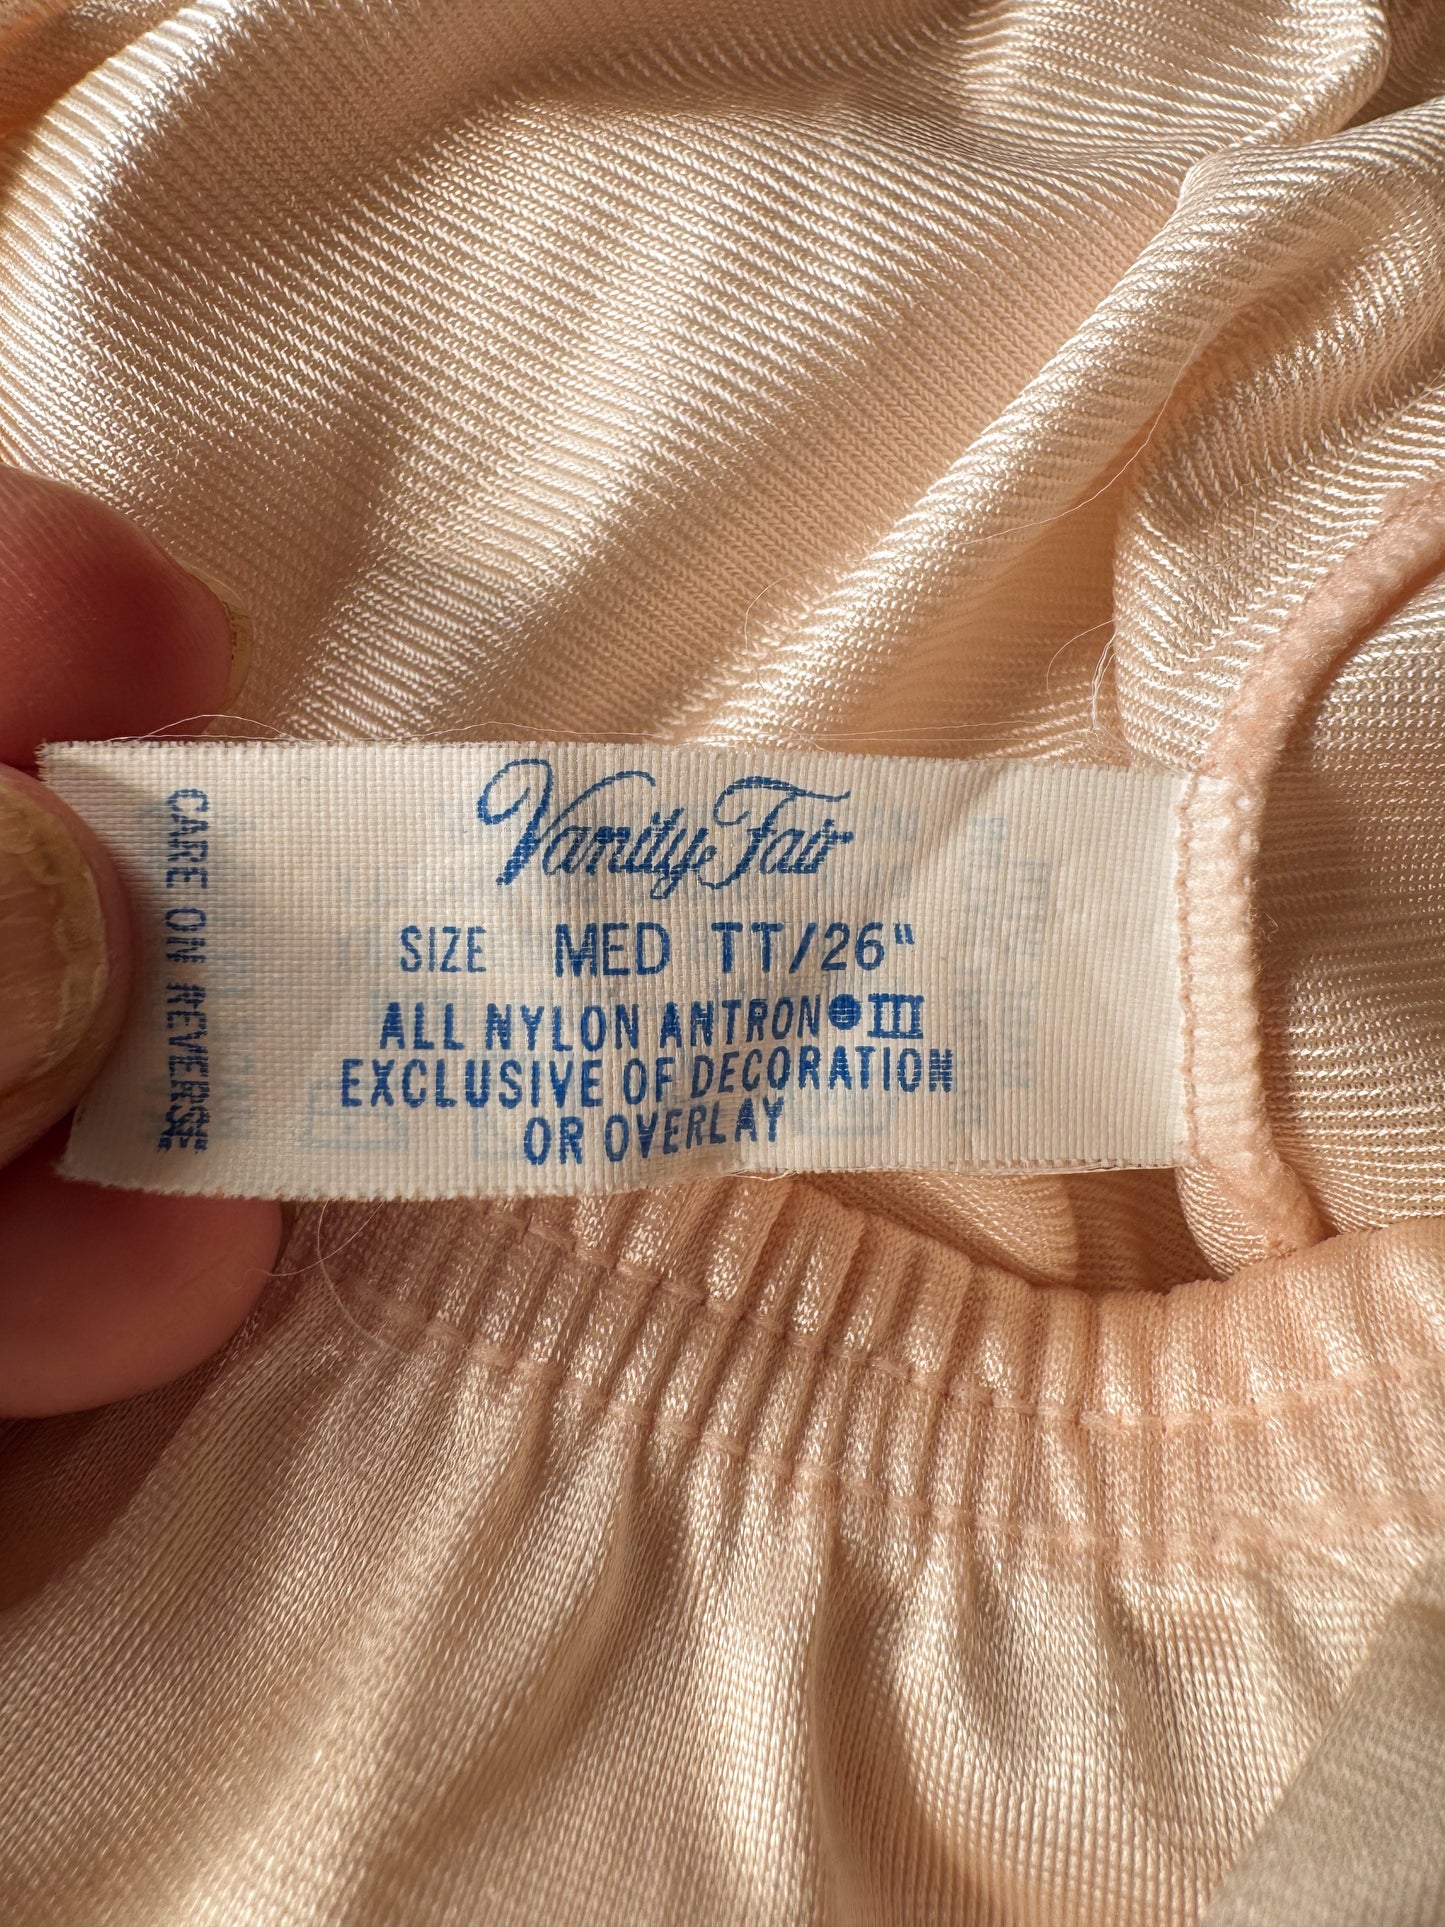 Vanity Fair
SIZE MED TT/26"
ALL NYLON ANTRON® III
EXCLUSIVE OF DECORATION
OR OVERLAY
CARE ON REVERSE